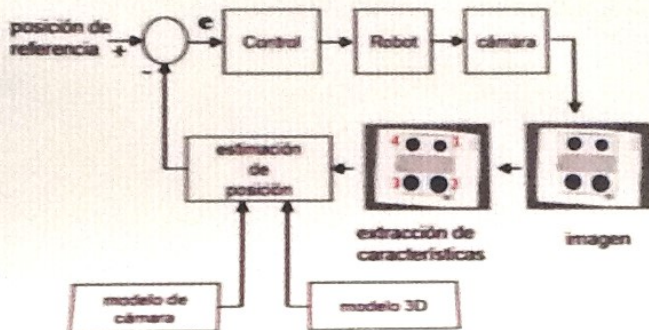 posición de
referencia
+
-
e
Control
Robot
cámara
estimación
de
posición
4
1
3
2
extracción de
características
imagen
modelo de
cámara
modelo 3D